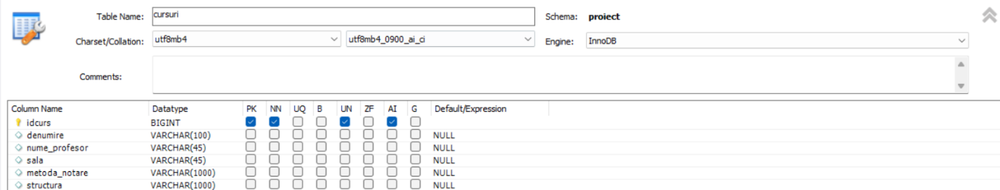 Table Name: cursuri Schema: proiect
Charset/Collation: utf8mb4 utf8mb4_0900_ai_ci Engine: InnoDB
Comments:
Column Name Datatype PK NN UQ B UN ZF AI G Default/Expression
idcurs BIGINT
denumire VARCHAR(100) NULL
nume_profesor VARCHAR(45) NULL
sala VARCHAR(45) NULL
metoda_notare VARCHAR(1000) NULL
structura VARCHAR(1000) NULL